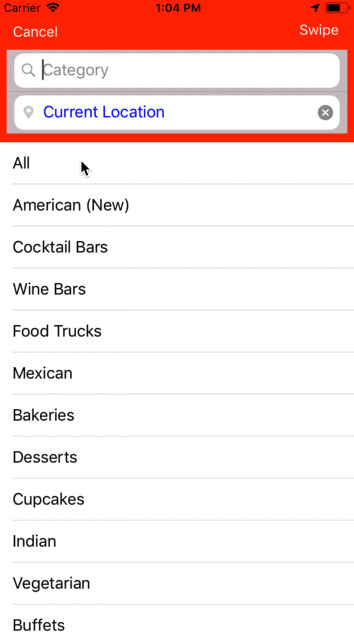 Carrier 1:04 PM
Cancel Swipe
Category
Current Location
All
American (New)
Cocktail Bars
Wine Bars
Food Trucks
Mexican
Bakeries
Desserts
Cupcakes
Indian
Vegetarian
Buffets